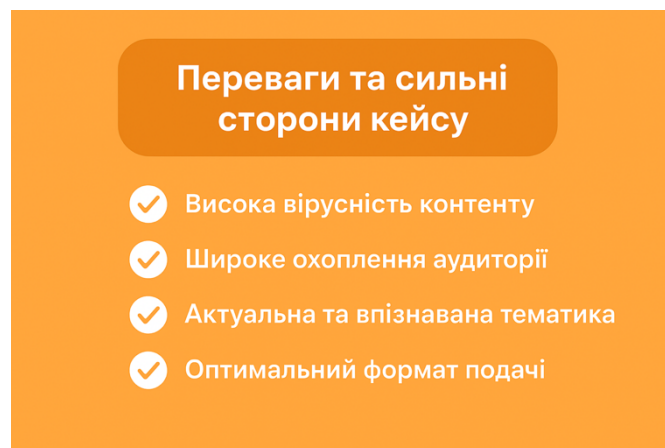 Переваги та сильні
сторони кейсу
Висока вірусність контенту
Широке охоплення аудиторії
Актуальна та впізнавана тематика
Оптимальний формат подачі